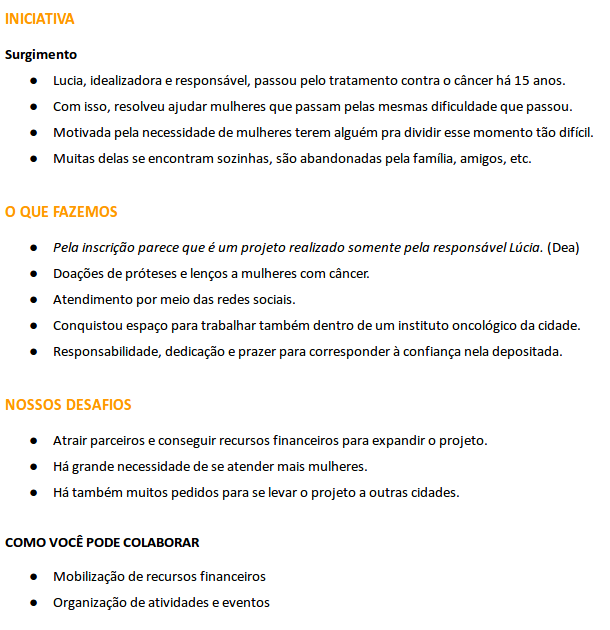 INICIATIVA
Surgimento
● Lucia, idealizadora e responsável, passou pelo tratamento contra o câncer há 15 anos.
● Com isso, resolveu ajudar mulheres que passam pelas mesmas dificuldade que passou.
● Motivada pela necessidade de mulheres terem alguém pra dividir esse momento tão difícil.
● Muitas delas se encontram sozinhas, são abandonadas pela família, amigos, etc.
O QUE FAZEMOS
● Pela inscrição parece que é um projeto realizado somente pela responsável Lúcia. (Dea)
● Doações de próteses e lenços a mulheres com câncer.
● Atendimento por meio das redes sociais.
● Conquistou espaço para trabalhar também dentro de um instituto oncológico da cidade.
● Responsabilidade, dedicação e prazer para corresponder à confiança nela depositada.
NOSSOS DESAFIOS
● Atrair parceiros e conseguir recursos financeiros para expandir o projeto.
● Há grande necessidade de se atender mais mulheres.
● Há também muitos pedidos para se levar o projeto a outras cidades.
COMO VOCÊ PODE COLABORAR
● Mobilização de recursos financeiros
● Organização de atividades e eventos